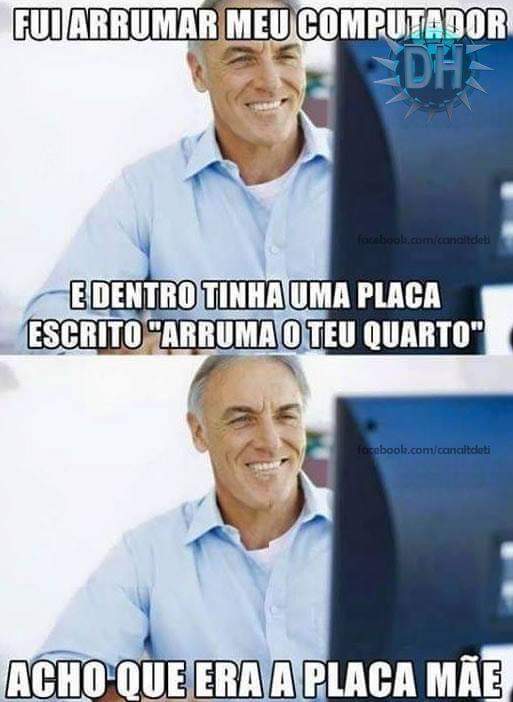 FUI ARRUMAR MEU COMPUTADOR
DH
facebook.com/canaltdeti
E DENTRO TINHA UMA PLACA
ESCRITO "ARRUMA O TEU QUARTO"
facebook.com/canaltdeti
ACHO QUE ERA A PLACA MÃE